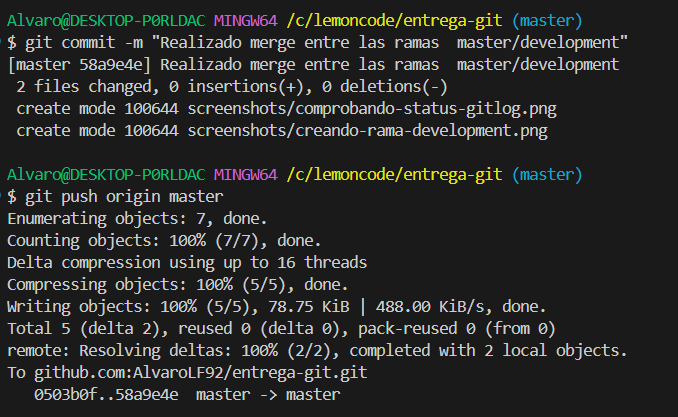 Alvaro@DESKTOP-P0RLDAC MINGW64 /c/lemoncode/entrega-git (master)
$ git commit -m "Realizado merge entre las ramas  master/development"
[master 58a9e4e] Realizado merge entre las ramas  master/development
 2 files changed, 0 insertions(+), 0 deletions(-)
 create mode 100644 screenshots/comprobando-status-gitlog.png
 create mode 100644 screenshots/creando-rama-development.png
Alvaro@DESKTOP-P0RLDAC MINGW64 /c/lemoncode/entrega-git (master)
$ git push origin master
Enumerating objects: 7, done.
Counting objects: 100% (7/7), done.
Delta compression using up to 16 threads
Compressing objects: 100% (5/5), done.
Writing objects: 100% (5/5), 78.75 KiB | 488.00 KiB/s, done.
Total 5 (delta 2), reused 0 (delta 0), pack-reused 0 (from 0)
remote: Resolving deltas: 100% (2/2), completed with 2 local objects.
To github.com:AlvaroLF92/entrega-git.git
   0503b0f..58a9e4e  master -> master